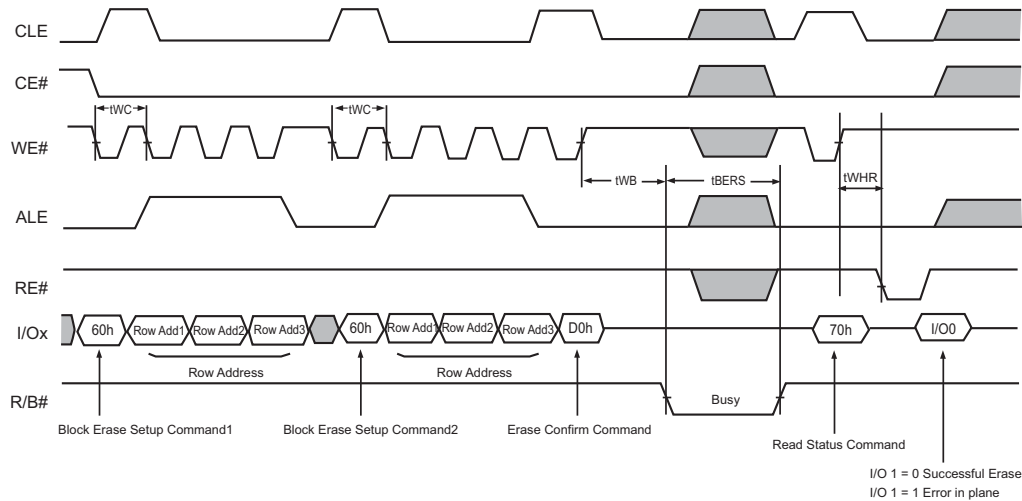 CLE
CE#
tWC
tWC
WE#
tWB
tBERS
tWHR
ALE
RE#
I/Ox
60h
Row Add1
Row Add2
Row Add3
60h
Row Add1
Row Add2
Row Add3
D0h
70h
I/O0
Row Address
Row Address
R/B#
Busy
Block Erase Setup Command1
Block Erase Setup Command2
Erase Confirm Command
Read Status Command
I/O 1 = 0 Successful Erase
I/O 1 = 1 Error in plane